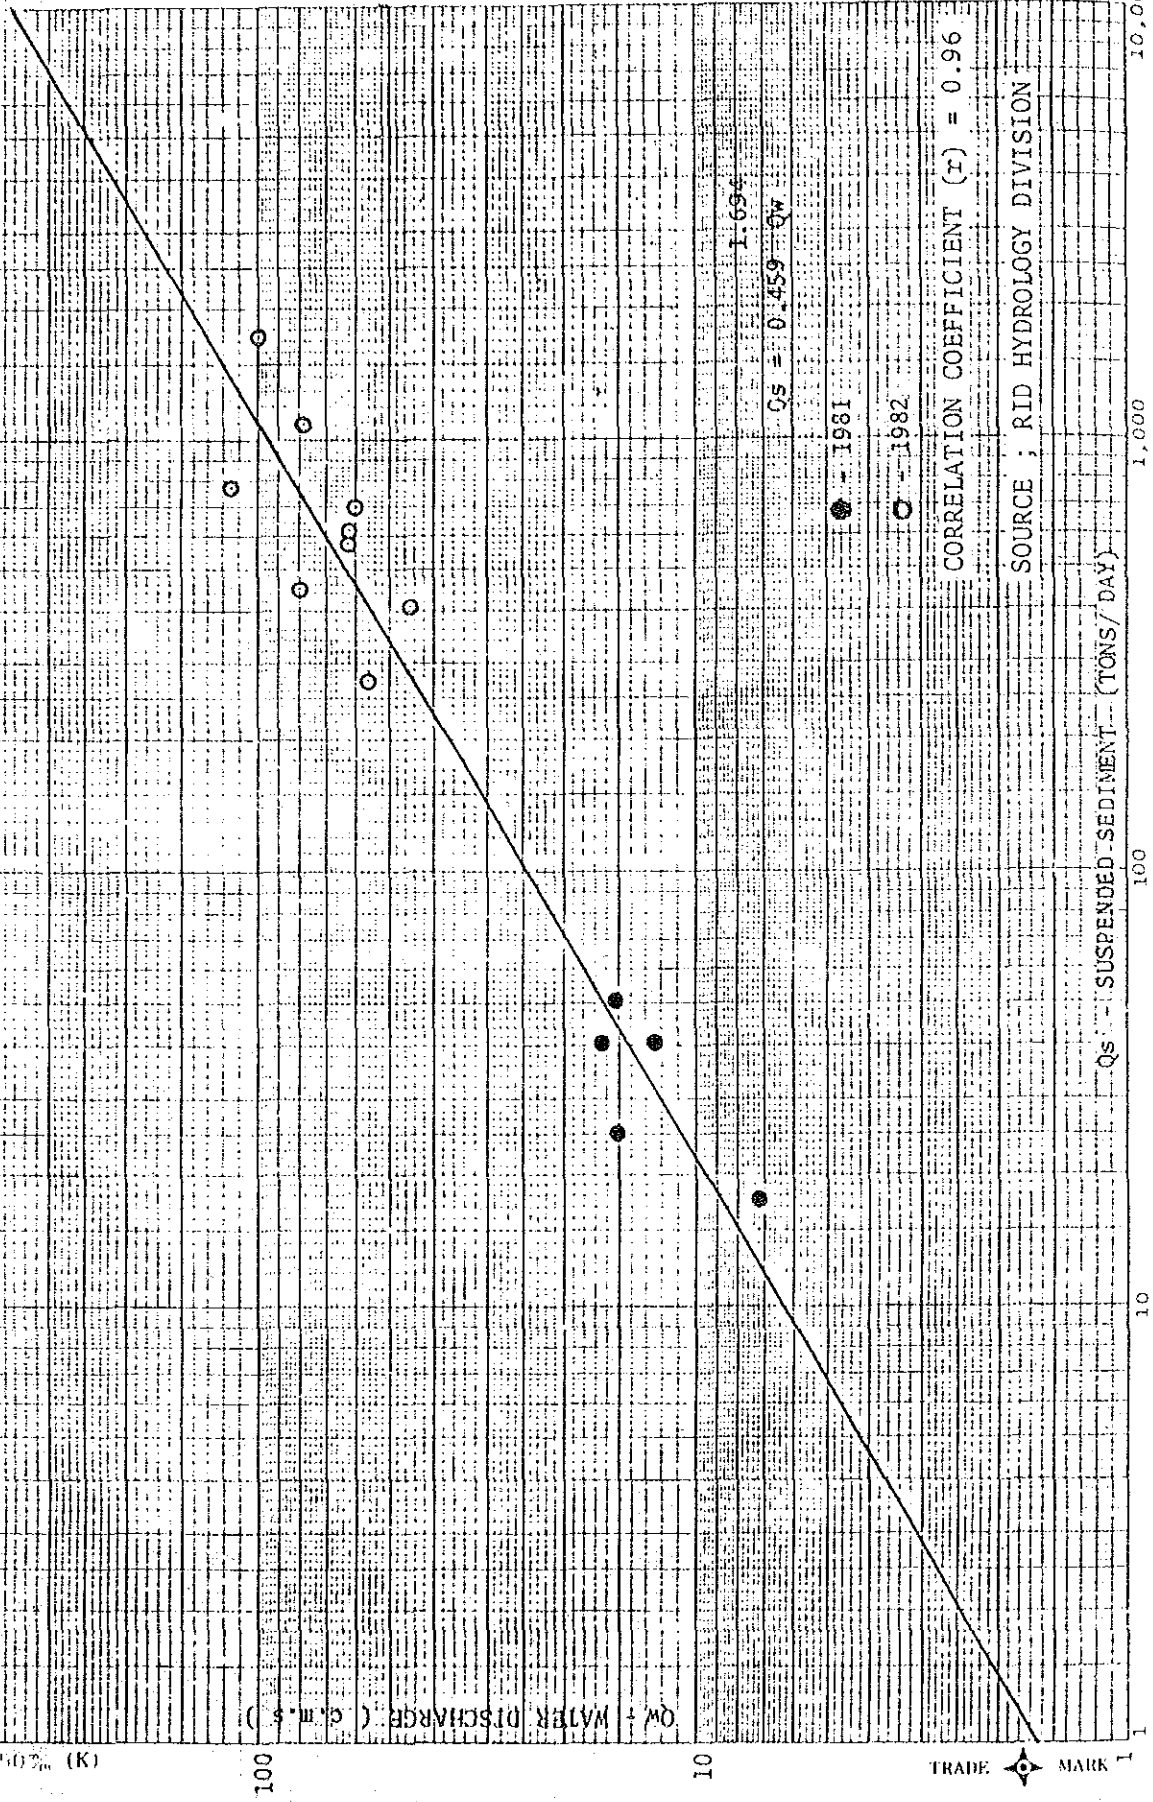 Qw - WATER DISCHARGE ( c.m.s )
100
10
1
1
10
100
1,000
10,0
Qs - SUSPENDED SEDIMENT (TONS/DAY)
1.694
Qs = 0.459 Qw
- 1981
- 1982
CORRELATION COEFFICIENT (r) = 0.96
SOURCE ; RID HYDROLOGY DIVISION
(K)
TRADE MARK